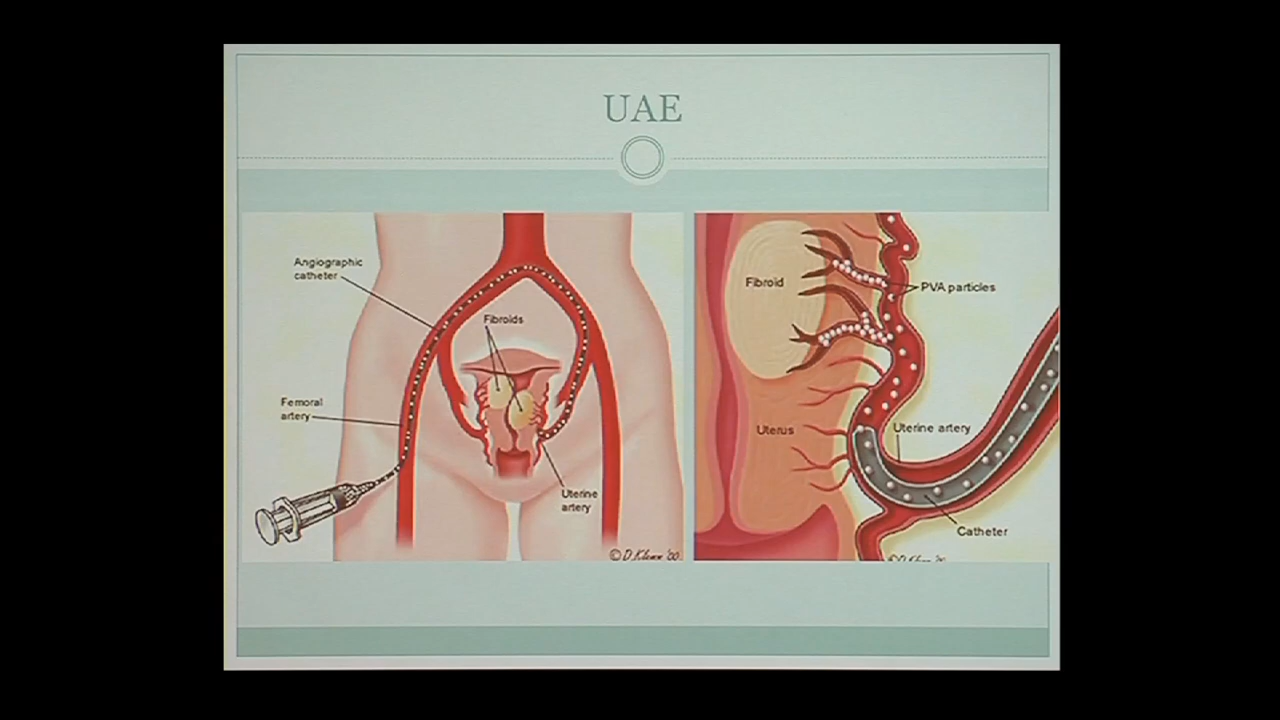 UAE
Angiographic
catheter
Fibroids
Femoral
artery
Uterine
artery
Fibroid
PVA particles
Uterus
Uterine artery
Catheter